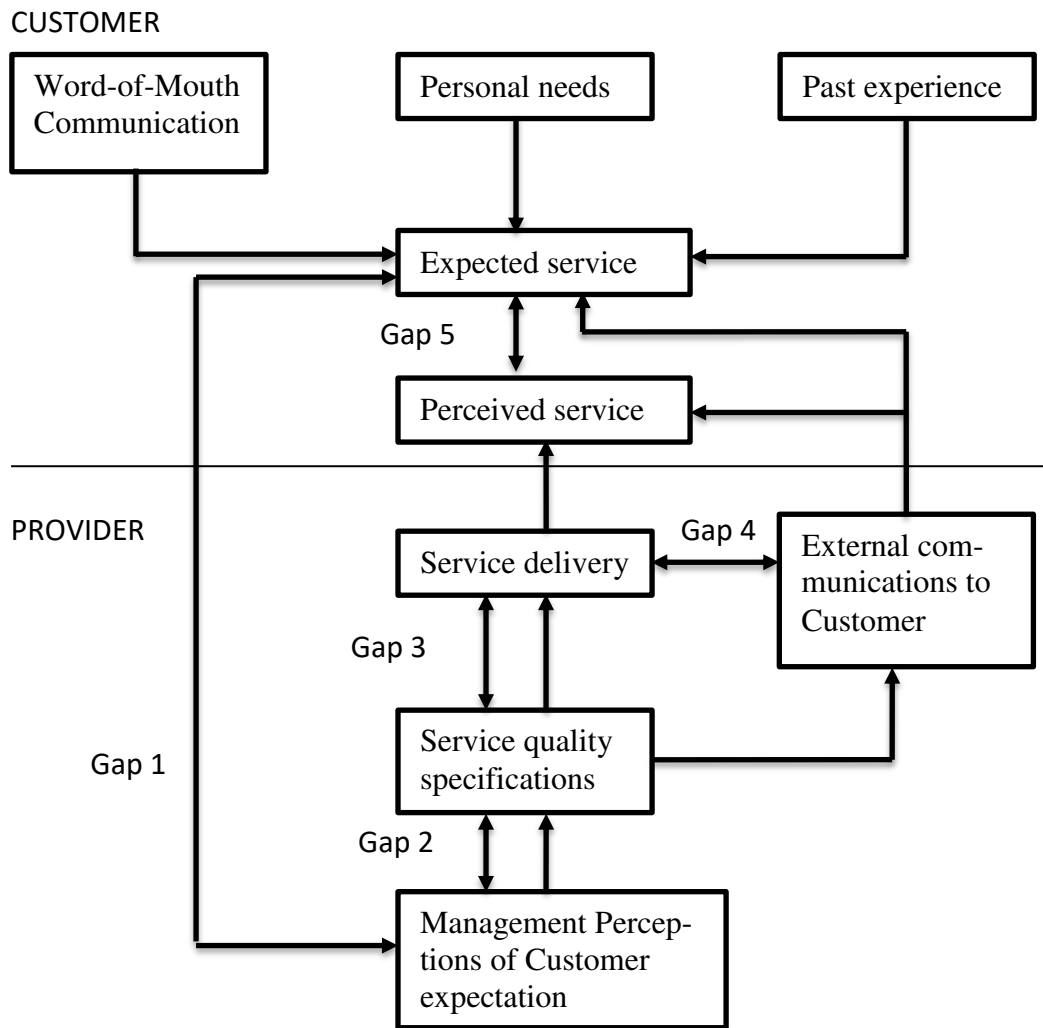 CUSTOMER
Word-of-Mouth
Communication
Personal needs
Past experience
Expected service
Gap 5
Perceived service
PROVIDER
Service delivery
Gap 4
External com-
munications to
Customer
Gap 3
Service quality
specifications
Gap 1
Gap 2
Management Percep-
tions of Customer
expectation